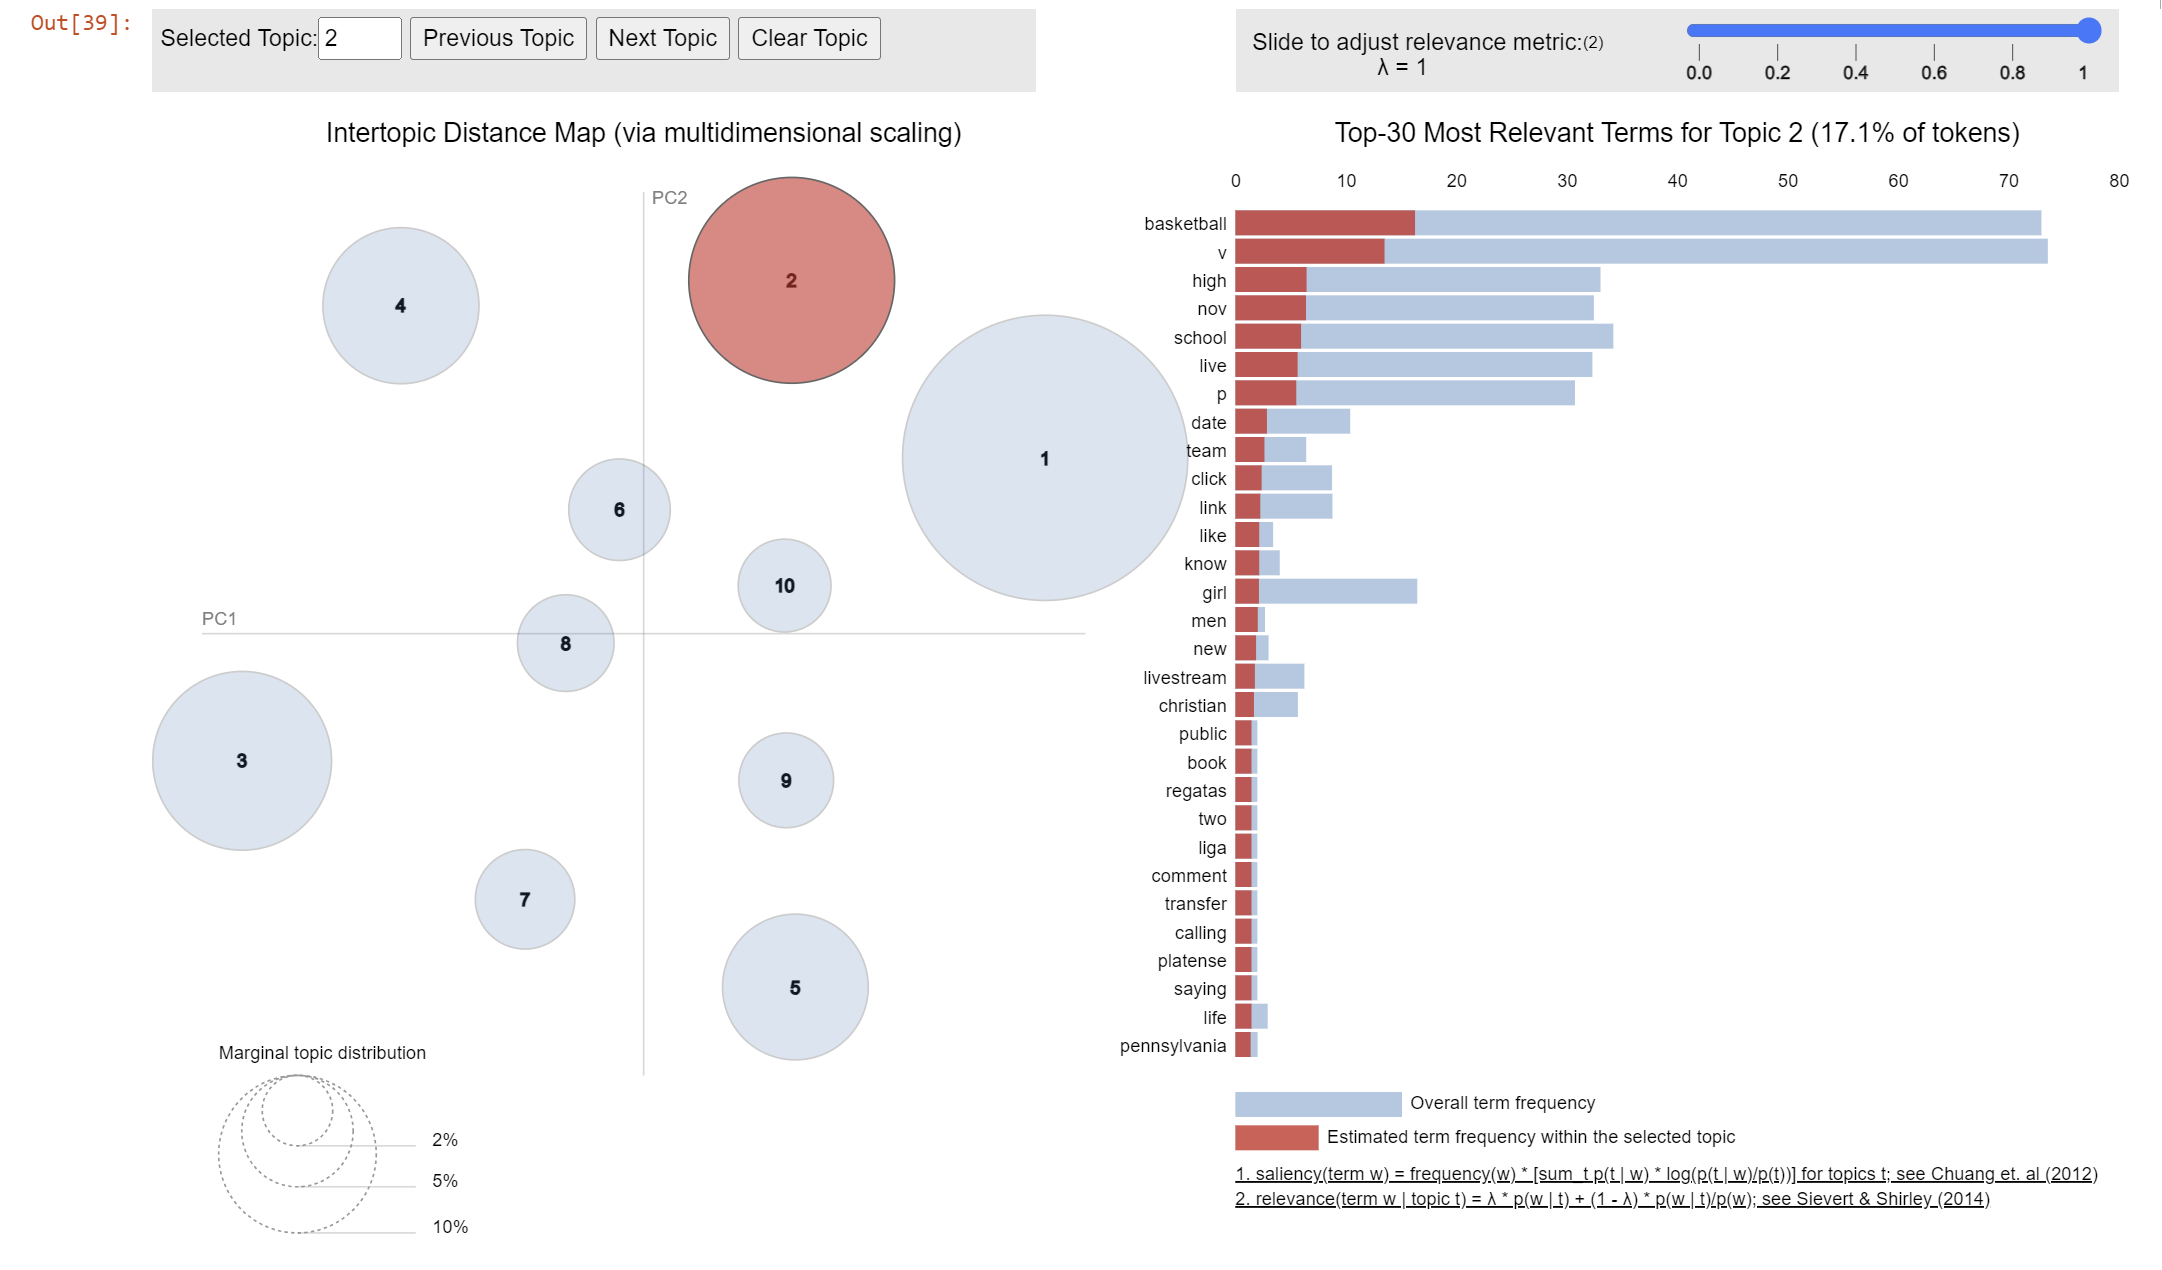 Out[39]:
Selected Topic: 2 Previous Topic Next Topic Clear Topic
Slide to adjust relevance metric:(2)
λ = 1
0.0 0.2 0.4 0.6 0.8 1
Intertopic Distance Map (via multidimensional scaling)
PC2
PC1
4
2
1
6
10
8
3
9
7
5
Marginal topic distribution
2%
5%
10%
Top-30 Most Relevant Terms for Topic 2 (17.1% of tokens)
0 10 20 30 40 50 60 70 80
basketball
v
high
nov
school
live
p
date
team
click
link
like
know
girl
men
new
livestream
christian
public
book
regatas
two
liga
comment
transfer
calling
platense
saying
life
pennsylvania
Overall term frequency
Estimated term frequency within the selected topic
1. saliency(term w) = frequency(w) * [sum_t p(t | w) * log(p(t | w)/p(t))] for topics t; see Chuang et. al (2012)
2. relevance(term w | topic t) = λ * p(w | t) + (1 - λ) * p(w | t)/p(w); see Sievert & Shirley (2014)